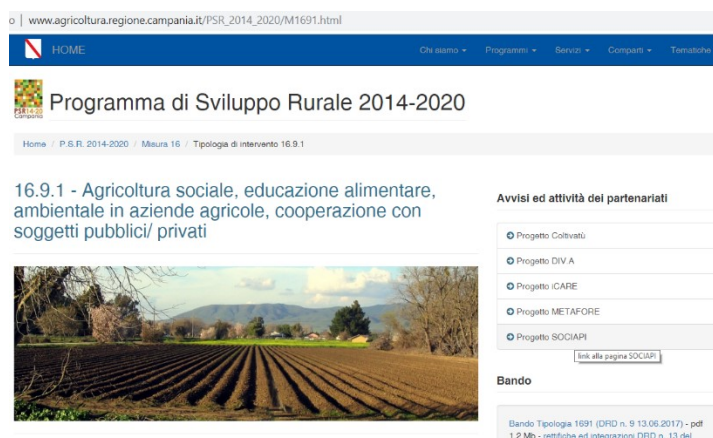 o | www.agricoltura.regione.campania.it/PSR_2014_2020/M1691.html
HOME
Chi siamo
Programmi
Servizi
Comparti
Tematiche
PSR14-20
Campania
Programma di Sviluppo Rurale 2014-2020
Home / P.S.R. 2014-2020 / Misura 16 / Tipologia di intervento 16.9.1
16.9.1 - Agricoltura sociale, educazione alimentare,
ambientale in aziende agricole, cooperazione con
soggetti pubblici/ privati
Avvisi ed attività dei partenariati
Progetto Coltivatù
Progetto DIV.A
Progetto iCARE
Progetto METAFORE
Progetto SOCIAPI
link alla pagina SOCIAPI
Bando
Bando Tipologia 1691 (DRD n. 9 13.06.2017) - pdf
1.2 Mb - rettifiche ed integrazioni DRD n. 13 del